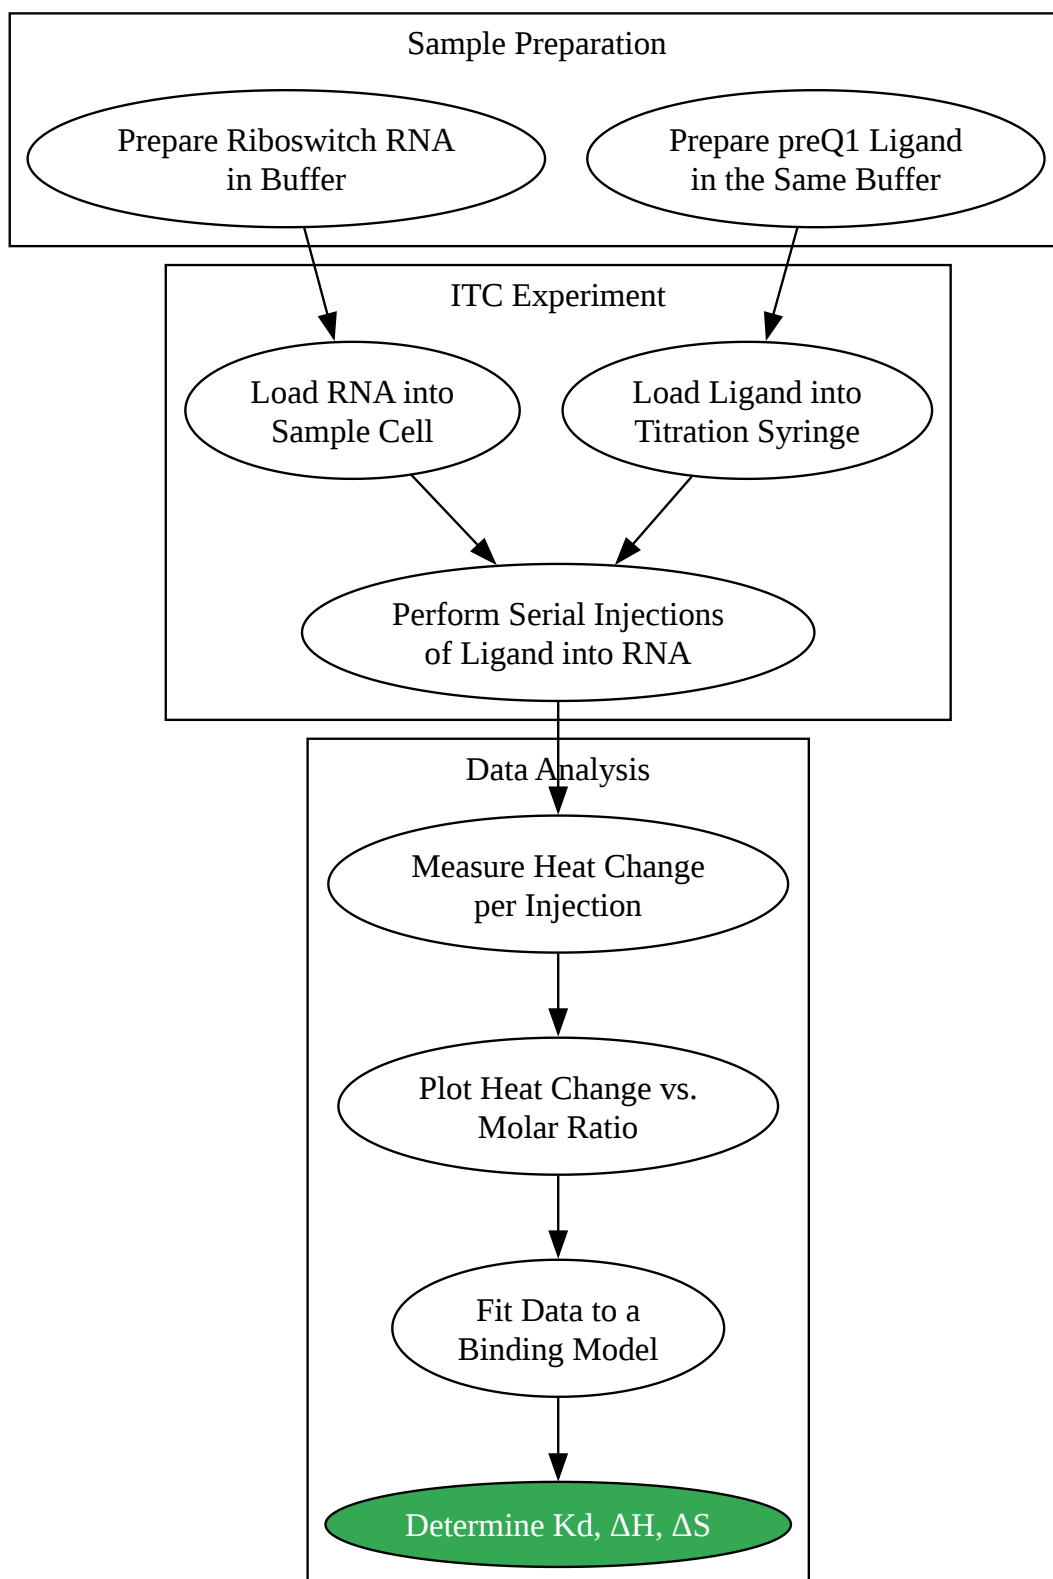 Sample Preparation
Prepare Riboswitch RNA
in Buffer
Prepare preQ1 Ligand
in the Same Buffer
ITC Experiment
Load RNA into
Sample Cell
Load Ligand into
Titration Syringe
Perform Serial Injections
of Ligand into RNA
Data Analysis
Measure Heat Change
per Injection
Plot Heat Change vs.
Molar Ratio
Fit Data to a
Binding Model
Determine Kd, ΔH, ΔS